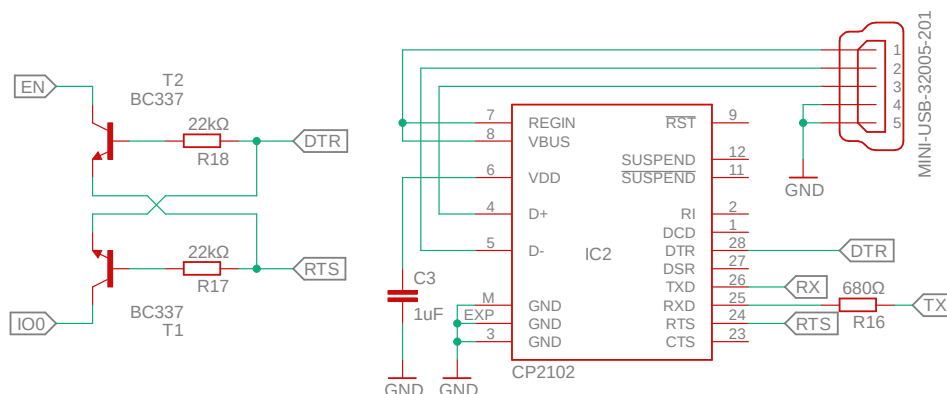 EN
T2
BC337
22kΩ
R18
DTR
22kΩ
R17
RTS
BC337
T1
IO0
7
8
6
4
5
M
EXP
3
REGIN
VBUS
VDD
D+
D-
GND
GND
GND
IC2
CP2102
RST
SUSPEND
SUSPEND
RI
DCD
DTR
DSR
TXD
RXD
RTS
CTS
9
12
11
2
1
28
27
26
25
24
23
C3
1uF
GND
GND
DTR
RX
680Ω
R16
TX
RTS
1
2
3
4
5
GND
MINI-USB-32005-201